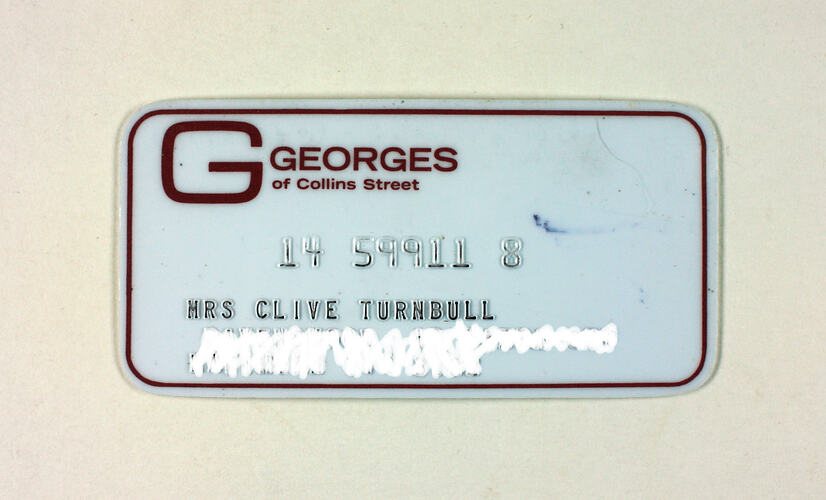 G GEORGES
of Collins Street
14 59911 8
MRS CLIVE TURNBULL